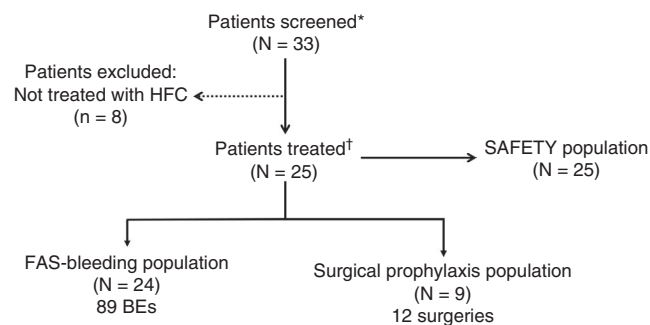 Patients screened*
(N = 33)
Patients excluded:
Not treated with HFC
(n = 8)
Patients treated†
(N = 25)
SAFETY population
(N = 25)
FAS-bleeding population
(N = 24)
89 BEs
Surgical prophylaxis population
(N = 9)
12 surgeries